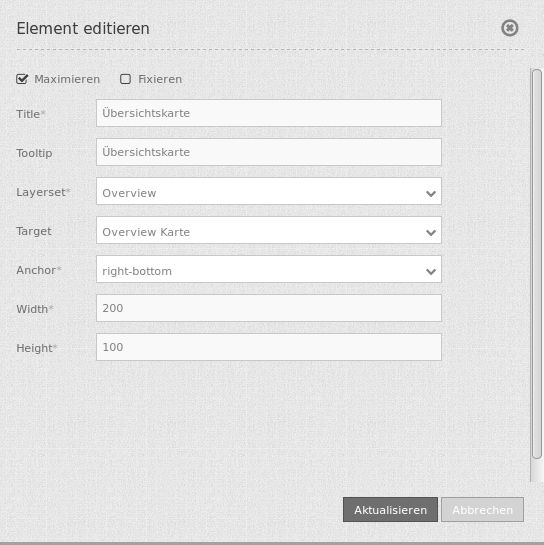 Element editieren
Maximieren Fixieren
Title* Übersichtskarte
Tooltip Übersichtskarte
Layerset* Overview
Target Overview Karte
Anchor* right-bottom
Width* 200
Height* 100
Aktualisieren Abbrechen